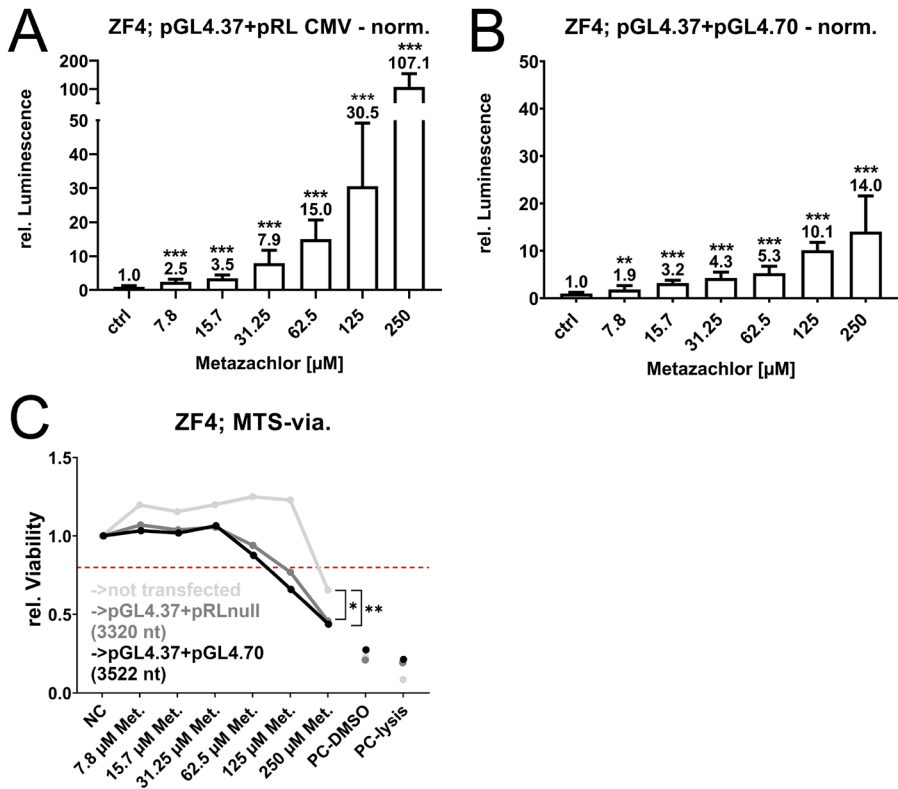 A
ZF4; pGL4.37+pRL CMV - norm.
rel. Luminescence
200
100
50
40
30
20
10
0
1.0
***
2.5
***
3.5
***
7.9
***
15.0
***
30.5
***
107.1
ctrl
7.8
15.7
31.25
62.5
125
250
Metazachlor [µM]
B
ZF4; pGL4.37+pGL4.70 - norm.
rel. Luminescence
50
40
30
20
10
0
1.0
**
1.9
***
3.2
***
4.3
***
5.3
***
10.1
***
14.0
ctrl
7.8
15.7
31.25
62.5
125
250
Metazachlor [µM]
C
ZF4; MTS-via.
rel. Viability
1.5
1.0
0.5
0.0
->not transfected
->pGL4.37+pRLnull
(3320 nt)
->pGL4.37+pGL4.70
(3522 nt)
*
**
NC
7.8 µM Met.
15.7 µM Met.
31.25 µM Met.
62.5 µM Met.
125 µM Met.
250 µM Met.
PC-DMSO
PC-lysis